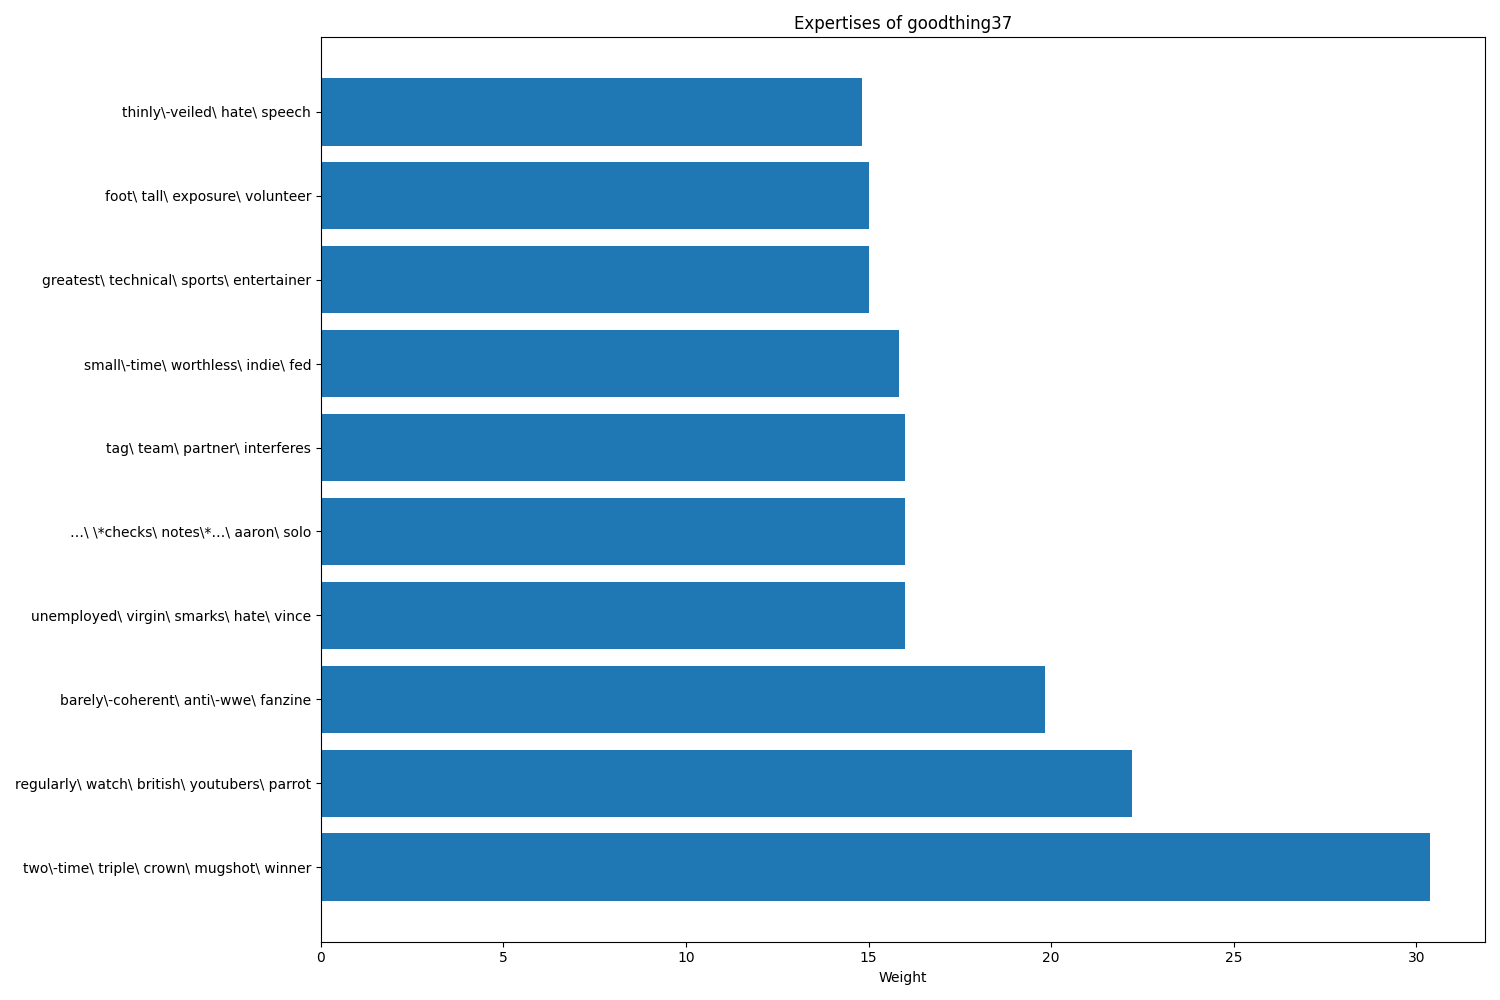 Expertises of goodthing37
thinly\-veiled\ hate\ speech
foot\ tall\ exposure\ volunteer
greatest\ technical\ sports\ entertainer
small\-time\ worthless\ indie\ fed
tag\ team\ partner\ interferes
…\ \*checks\ notes\*…\ aaron\ solo
unemployed\ virgin\ smarks\ hate\ vince
barely\-coherent\ anti\-wwe\ fanzine
regularly\ watch\ british\ youtubers\ parrot
two\-time\ triple\ crown\ mugshot\ winner
0 5 10 15 20 25 30
Weight